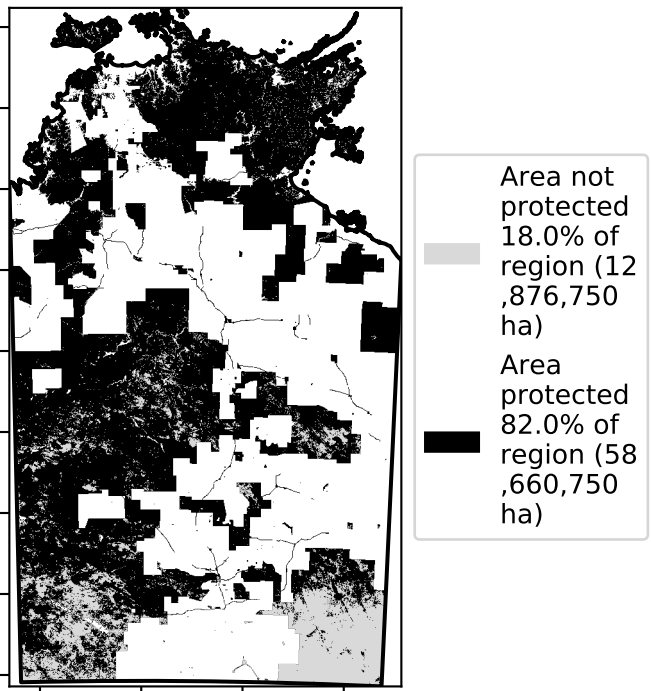 Area not
protected
18.0% of
region (12
,876,750
ha)
Area
protected
82.0% of
region (58
,660,750
ha)